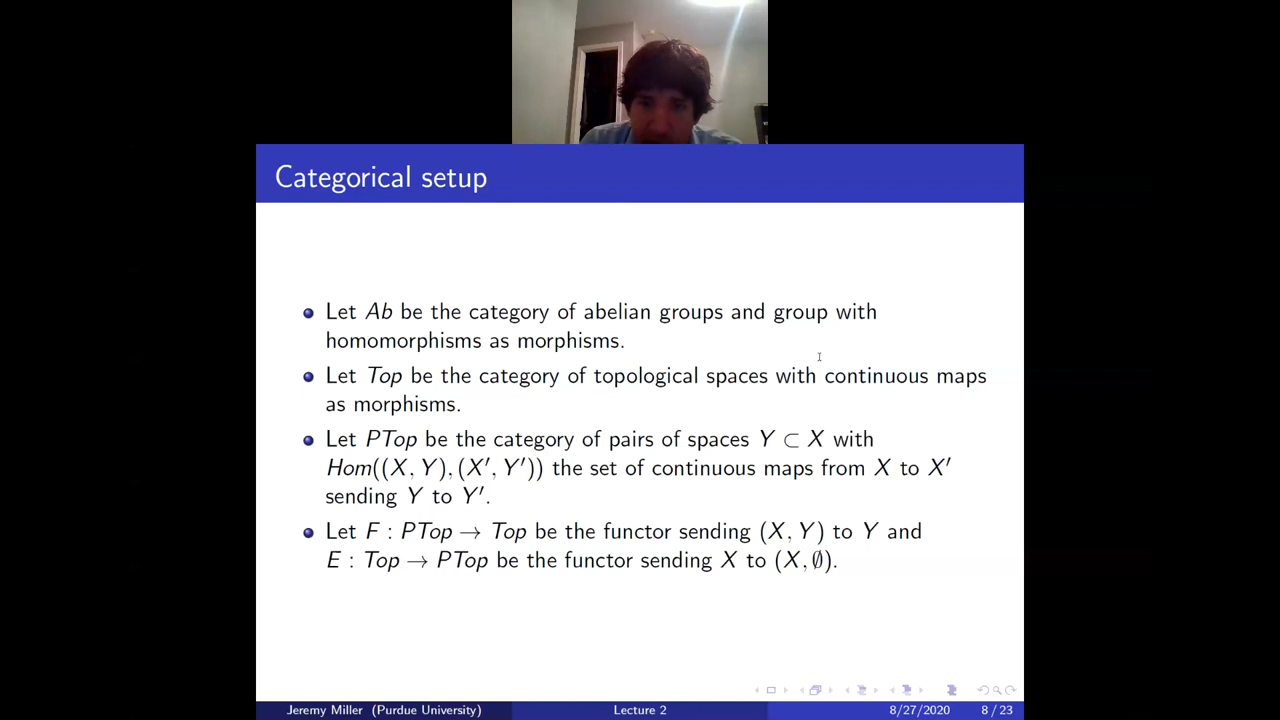 Categorical setup
Let Ab be the category of abelian groups and group with
homomorphisms as morphisms.
Let Top be the category of topological spaces with continuous maps
as morphisms.
Let PTop be the category of pairs of spaces Y ⊂ X with
Hom((X, Y), (X′, Y′)) the set of continuous maps from X to X′
sending Y to Y′.
Let F : PTop → Top be the functor sending (X, Y) to Y and
E : Top → PTop be the functor sending X to (X, ∅).
Jeremy Miller (Purdue University) Lecture 2 8/27/2020 8 / 23